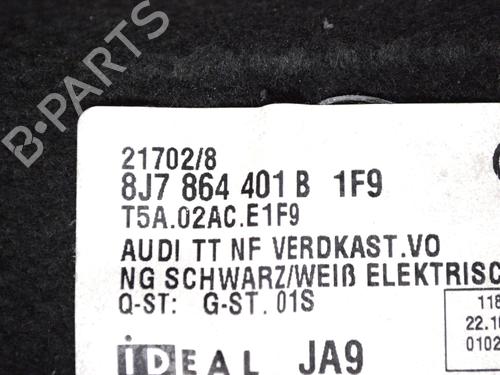 B-PARTS
21702/8
8J7 864 401 B 1F9
T5A.02AC.E1F9
AUDI TT NF VERDKAST.VO
NG SCHWARZ/WEIß ELEKTRISC
Q-ST: G-ST. 01S
118
22.10
0102
iDEAL JA9